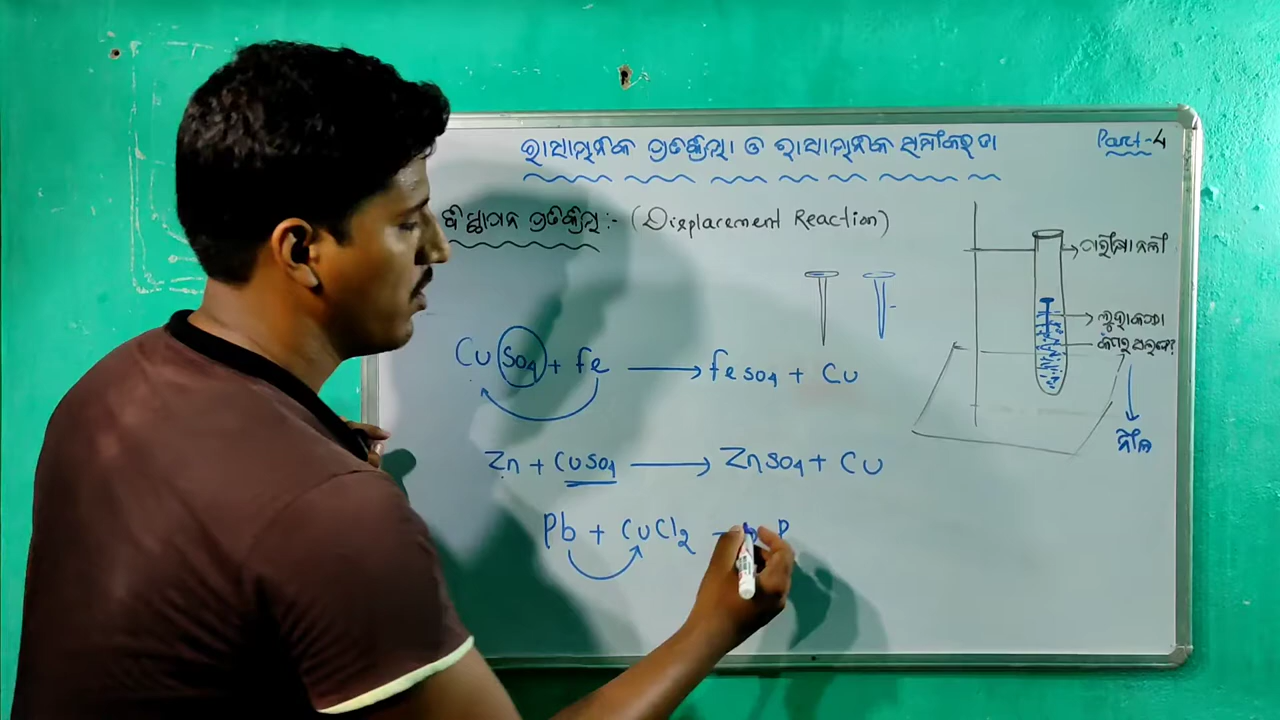 ରାସାୟନିକ ପ୍ରତିକ୍ରିୟା ଓ ରାସାୟନିକ ସମୀକରଣ
Part-4
ବିସ୍ଥାପନ ପ୍ରତିକ୍ରିୟା :- (Displacement Reaction)
CuSO4 + Fe ⟶ FeSO4 + Cu
Zn + CuSO4 ⟶ ZnSO4 + Cu
Pb + CuCl2 → P
ପରୀକ୍ଷା ନଳୀ
ଲୁହାକଣ୍ଟା
ନୀଳ